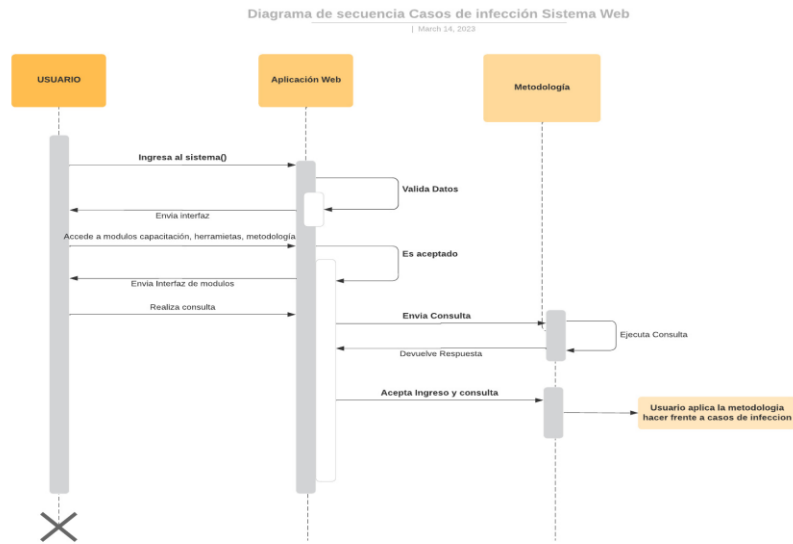 Diagrama de secuencia Casos de infección Sistema Web
| March 14, 2023
USUARIO
Aplicación Web
Metodología
Ingresa al sistema()
Valida Datos
Envia interfaz
Accede a modulos capacitación, herramietas, metodología
Es aceptado
Envia Interfaz de modulos
Realiza consulta
Envia Consulta
Ejecuta Consulta
Devuelve Respuesta
Acepta Ingreso y consulta
Usuario aplica la metodología
hacer frente a casos de infeccion